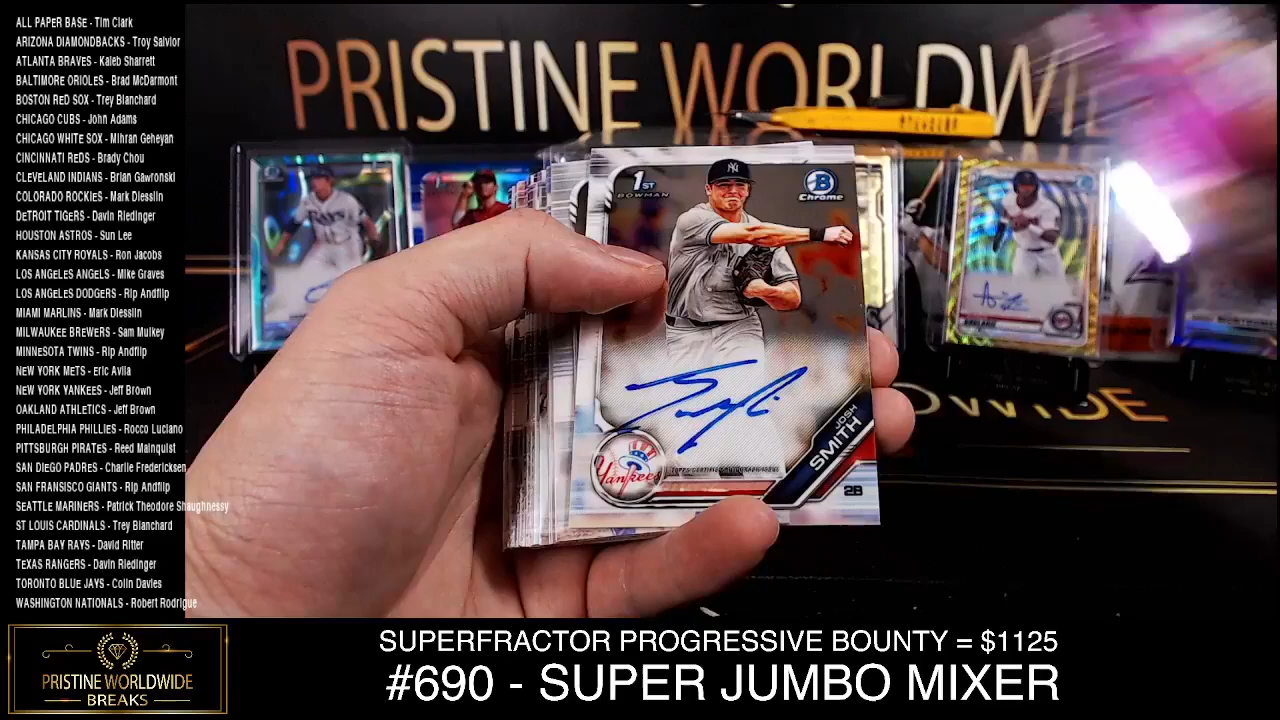 ALL PAPER BASE - Tim Clark
ARIZONA DIAMONDBACKS - Troy Salvior
ATLANTA BRAVES - Kaleb Sharrett
BALTIMORE ORIOLES - Brad McDarmont
BOSTON RED SOX - Trey Blanchard
CHICAGO CUBS - John Adams
CHICAGO WHITE SOX - Mihran Geheyan
CINCINNATI REDS - Brady Chou
CLEVELAND INDIANS - Brian Gawronski
COLORADO ROCKIES - Mark Diesslin
DETROIT TIGERS - Davin Riedinger
HOUSTON ASTROS - Sun Lee
KANSAS CITY ROYALS - Ron Jacobs
LOS ANGELES ANGELS - Mike Graves
LOS ANGELES DODGERS - Rip Andflip
MIAMI MARLINS - Mark Diesslin
MILWAUKEE BREWERS - Sam Mulkey
MINNESOTA TWINS - Rip Andflip
NEW YORK METS - Eric Avila
NEW YORK YANKEES - Jeff Brown
OAKLAND ATHLETICS - Jeff Brown
PHILADELPHIA PHILLIES - Rocco Luciano
PITTSBURGH PIRATES - Reed Mainquist
SAN DIEGO PADRES - Charlie Fredericksen
SAN FRANSISCO GIANTS - Rip Andflip
SEATTLE MARINERS - Patrick Theodore Shaughnessy
ST LOUIS CARDINALS - Trey Blanchard
TAMPA BAY RAYS - David Ritter
TEXAS RANGERS - Davin Riedinger
TORONTO BLUE JAYS - Colin Davies
WASHINGTON NATIONALS - Robert Rodrigue
PRISTINE WORLDWI
1ST
BOWMAN
B
Chrome
NY
RAYS
Yankees
JOSH
SMITH
2B
DWIDE
PRISTINE WORLDWIDE
BREAKS
SUPERFRACTOR PROGRESSIVE BOUNTY = $1125
#690 - SUPER JUMBO MIXER